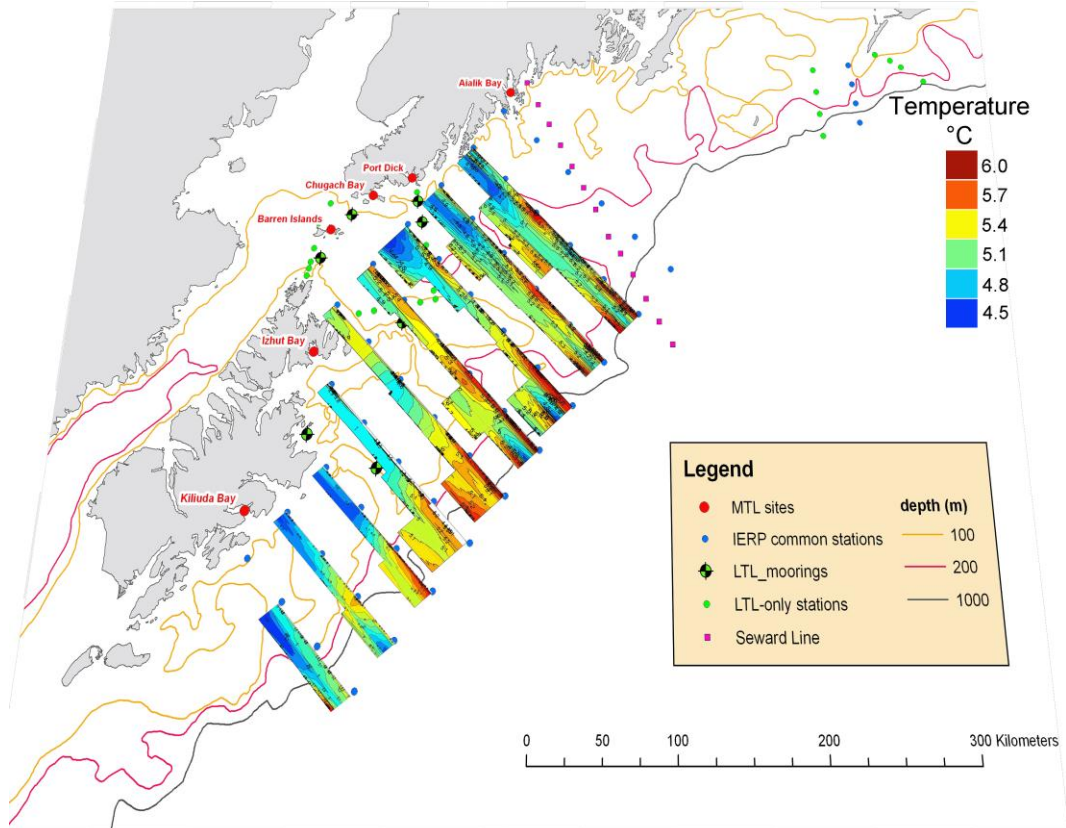 Aialik Bay
Port Dick
Chugach Bay
Barren Islands
Izhut Bay
Kiliuda Bay
Temperature
°C
6.0
5.7
5.4
5.1
4.8
4.5
Legend
MTL sites
IERP common stations
LTL_moorings
LTL-only stations
Seward Line
depth (m)
100
200
1000
0 50 100 200 300 Kilometers